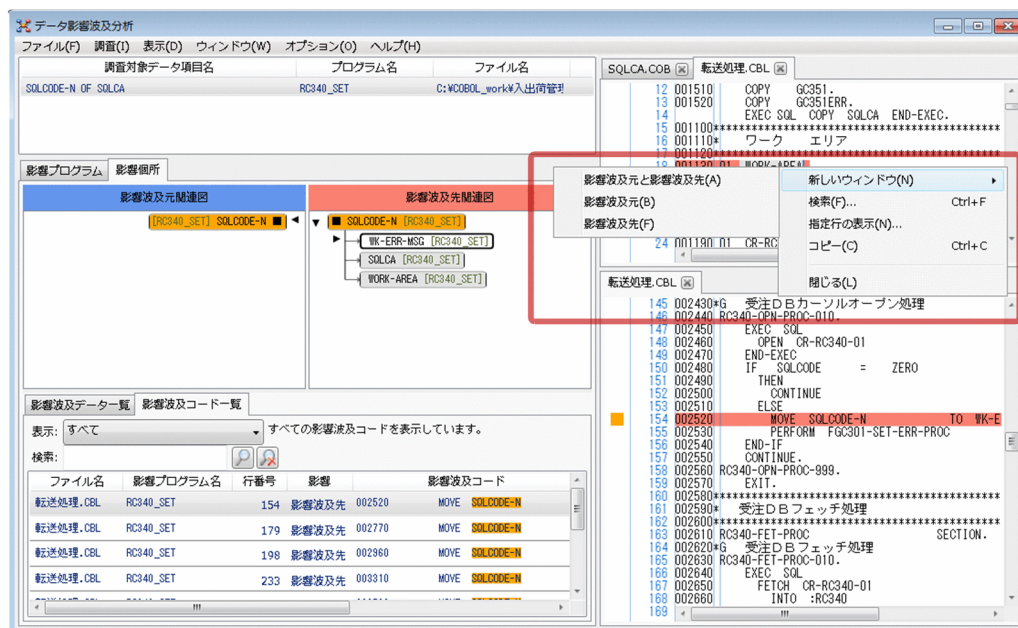 データ影響波及分析
ファイル(F) 調査(I) 表示(D) ウィンドウ(W) オプション(O) ヘルプ(H)
調査対象データ項目名 プログラム名 ファイル名
SQLCODE-N OF SQLCA RC340_SET C:¥COBOL_work¥入出荷管理
影響プログラム 影響個所
影響波及元関連図 影響波及先関連図
[RC340_SET] SQLCODE-N
SQLCODE-N [RC340_SET]
WK-ERR-MSG [RC340_SET]
SQLCA [RC340_SET]
WORK-AREA [RC340_SET]
影響波及データ一覧 影響波及コード一覧
表示: すべて すべての影響波及コードを表示しています。
検索:
ファイル名 影響プログラム名 行番号 影響 影響波及コード
転送処理.CBL RC340_SET 154 影響波及先 002520 MOVE SQLCODE-N
転送処理.CBL RC340_SET 179 影響波及先 002770 MOVE SQLCODE-N
転送処理.CBL RC340_SET 198 影響波及先 002960 MOVE SQLCODE-N
転送処理.CBL RC340_SET 233 影響波及先 003310 MOVE SQLCODE-N
SQLCA.COB 転送処理.CBL
12 001510 COPY GC351.
13 001520 COPY GC351ERR.
14 EXEC SQL COPY SQLCA END-EXEC.
15 001100*****************************************
16 001110* ワーク エリア
17 001120*****************************************
18 001130 01 WORK-AREA
24 001190 01 CR-RC
影響波及元と影響波及先(A)
影響波及元(B)
影響波及先(F)
新しいウィンドウ(N)
検索(F)... Ctrl+F
指定行の表示(N)...
コピー(C) Ctrl+C
閉じる(L)
転送処理.CBL
145 002430*G 受注DBカーソルオープン処理
146 002440 RC340-OPN-PROC-010.
147 002450 EXEC SQL
148 002460 OPEN CR-RC340-01
149 002470 END-EXEC
150 002480 IF SQLCODE = ZERO
151 002490 THEN
152 002500 CONTINUE
153 002510 ELSE
154 002520 MOVE SQLCODE-N TO WK-E
155 002530 PERFORM FGC301-SET-ERR-PROC
156 002540 END-IF
157 002550 CONTINUE.
158 002560 RC340-OPN-PROC-999.
159 002570 EXIT.
160 002580*****************************************
161 002590* 受注DBフェッチ処理
162 002600*****************************************
163 002610 RC340-FET-PROC SECTION.
164 002620*G 受注DBフェッチ処理
165 002630 RC340-FET-PROC-010.
166 002640 EXEC SQL
167 002650 FETCH CR-RC340-01
168 002660 INTO :RC340
169